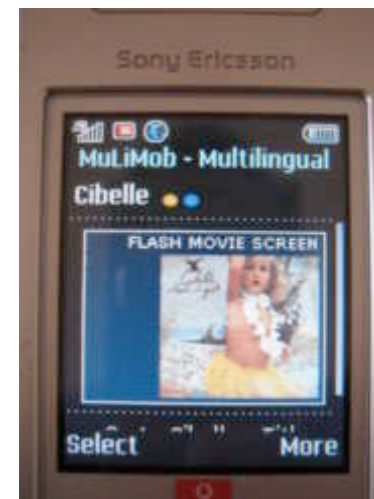 Sony Ericsson
MuLiMob - Multilingual
Cibelle
FLASH MOVIE SCREEN
Select
More